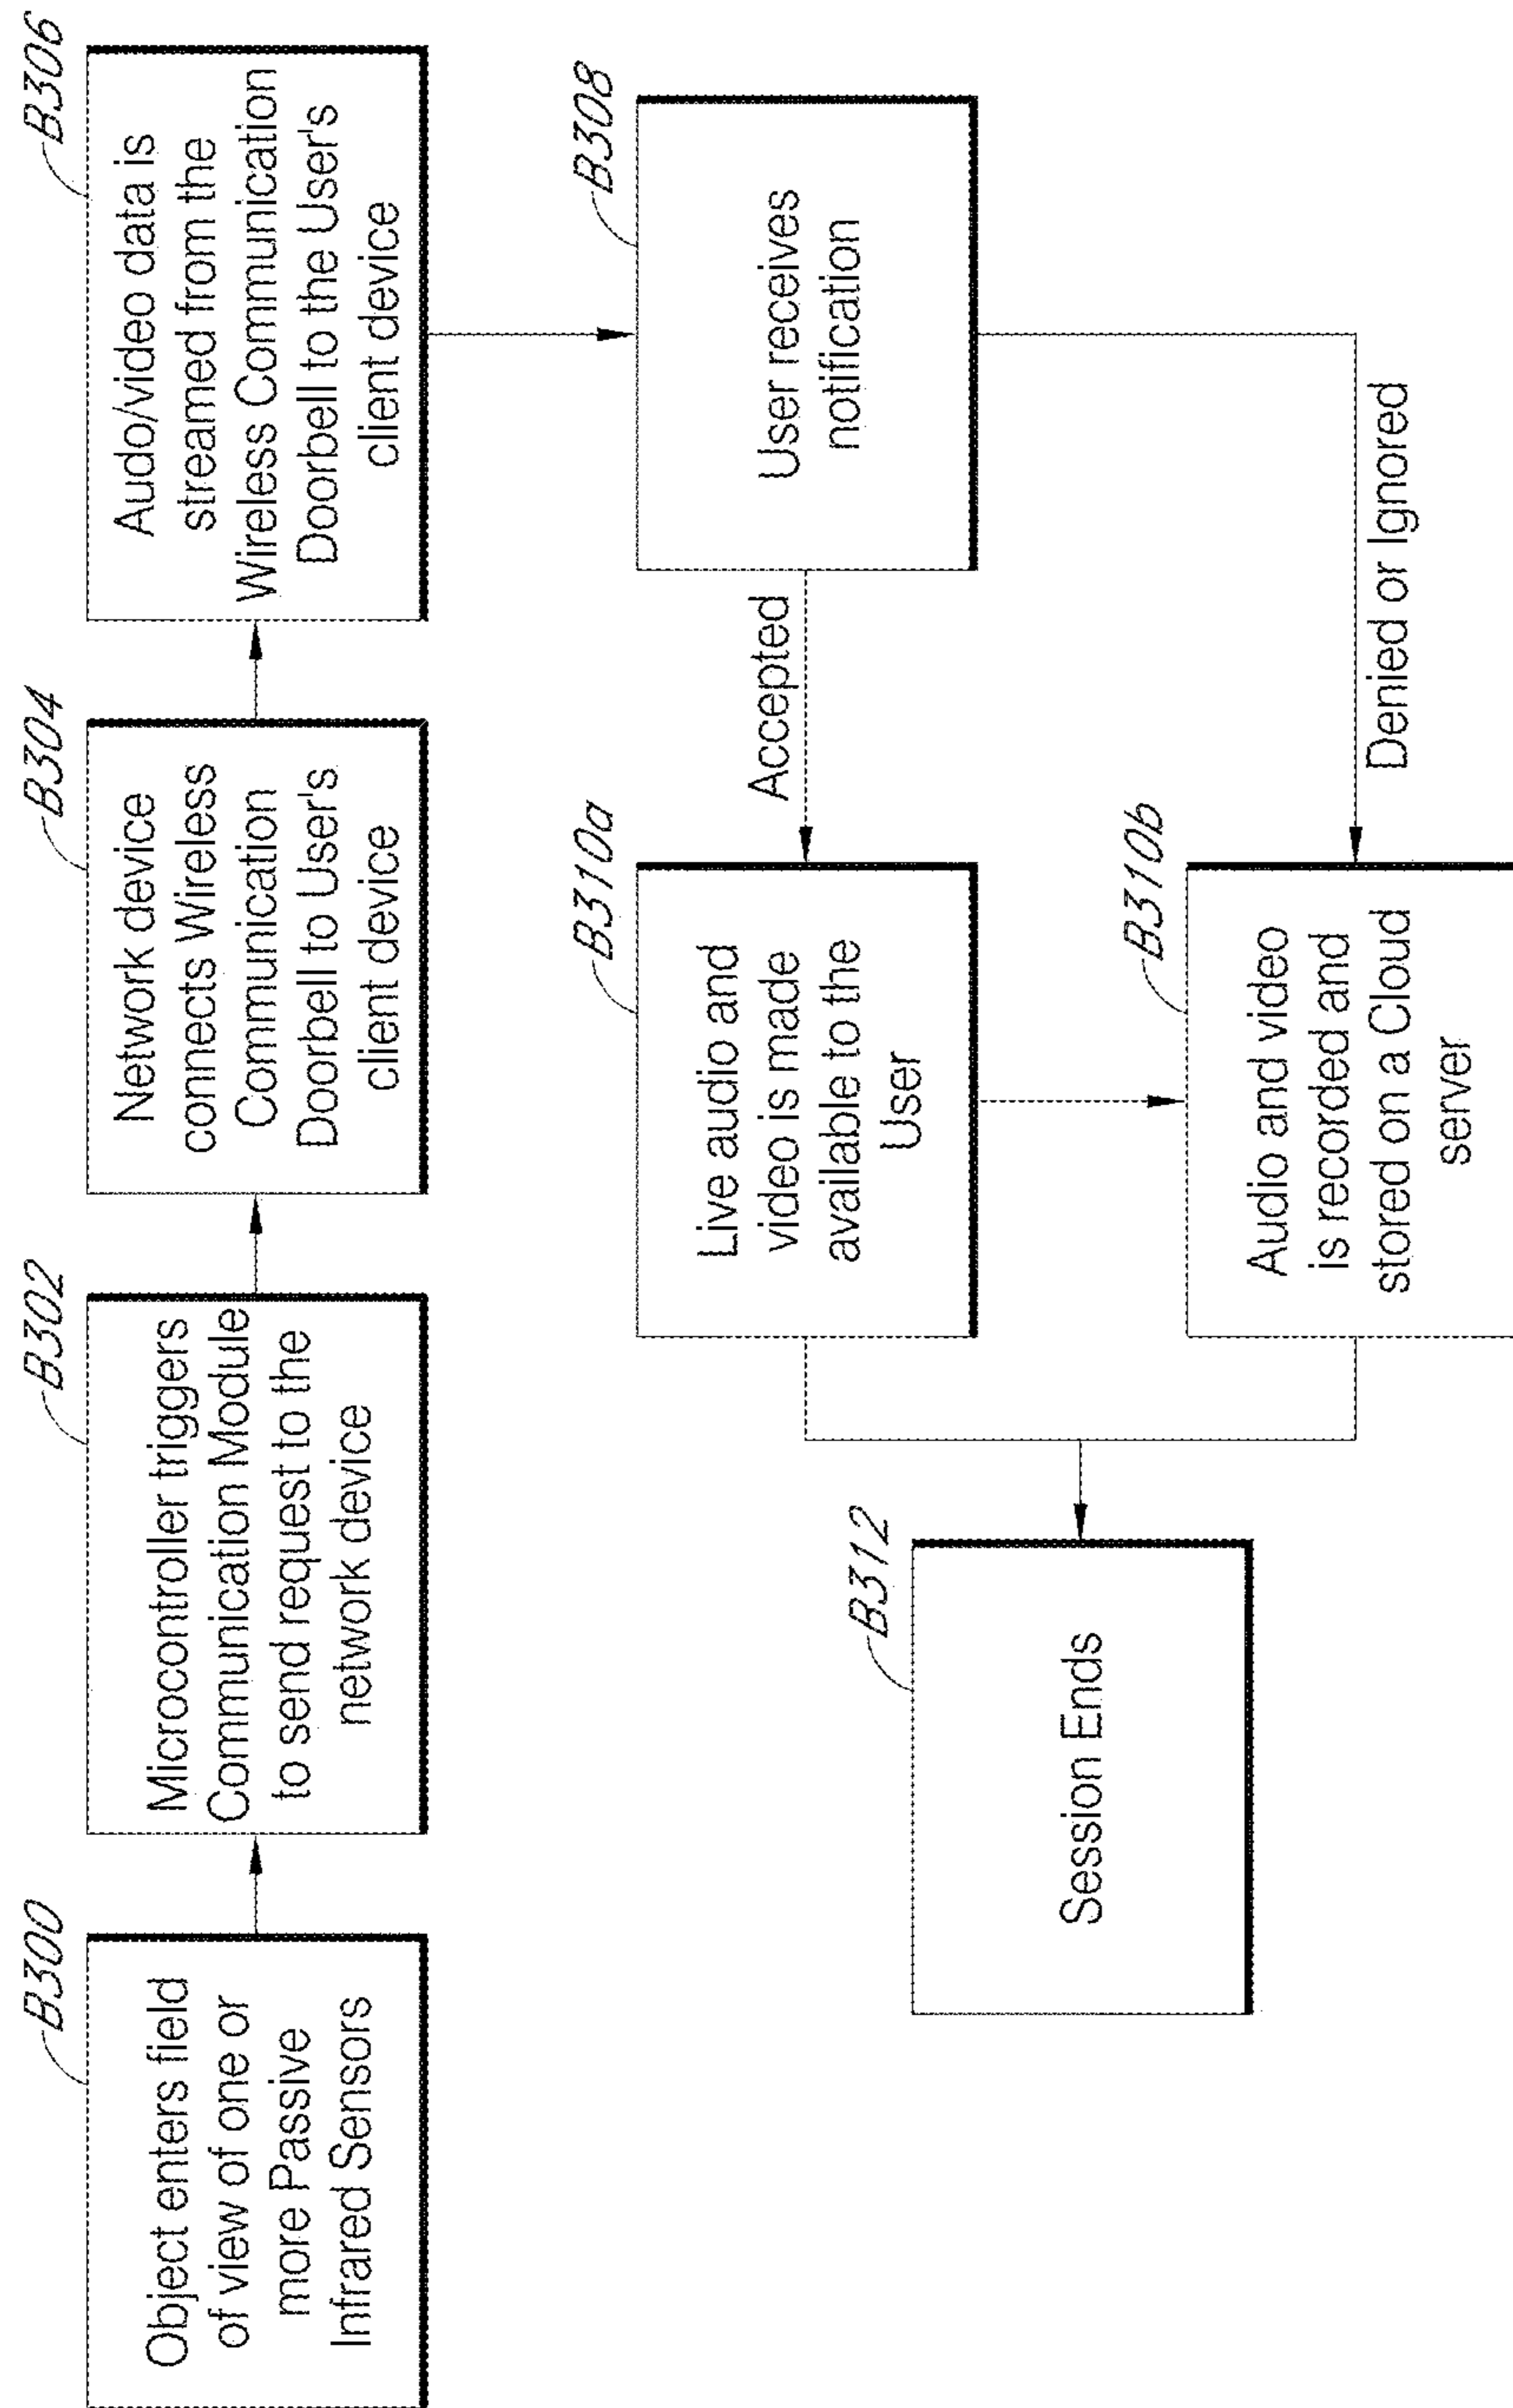 B300
Object enters field
of view of one or
more Passive
Infrared Sensors
B302
Microcontroller triggers
Communication Module
to send request to the
network device
B304
Network device
connects Wireless
Communication
Doorbell to User's
client device
B306
Audo/video data is
streamed from the
Wireless Communication
Doorbell to the User's
client device
B308
User receives
notification
Accepted
Denied or Ignored
B310a
Live audio and
video is made
available to the
User
B310b
Audio and video
is recorded and
stored on a Cloud
server
B312
Session Ends